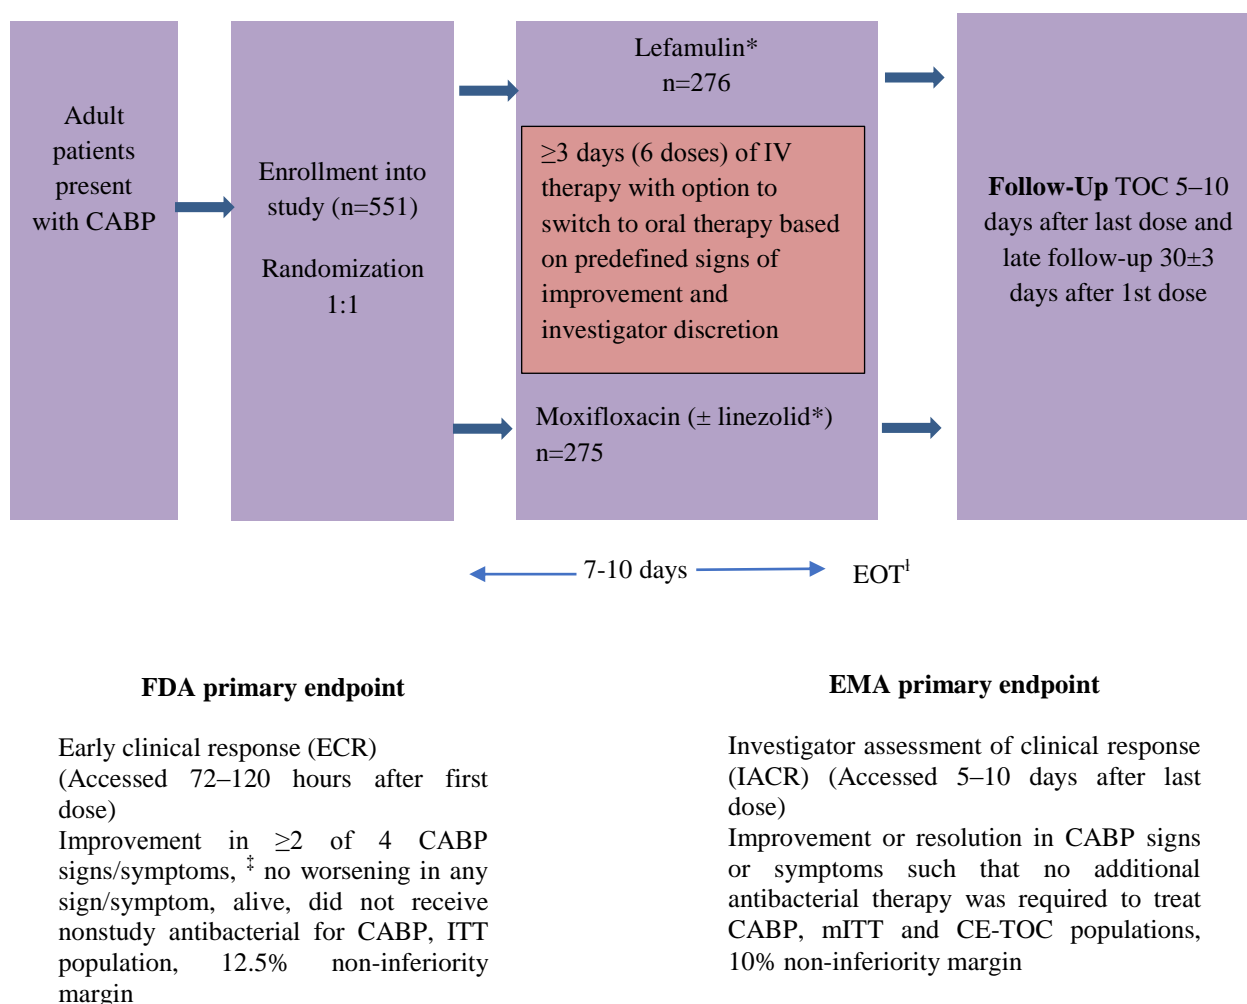 Adult
patients
present
with CABP
Enrollment into
study (n=551)
Randomization
1:1
Lefamulin*
n=276
≥3 days (6 doses) of IV
therapy with option to
switch to oral therapy based
on predefined signs of
improvement and
investigator discretion
Moxifloxacin (± linezolid*)
n=275
Follow-Up TOC 5–10
days after last dose and
late follow-up 30±3
days after 1st dose
7-10 days
EOTƚ
FDA primary endpoint
Early clinical response (ECR)
(Accessed 72–120 hours after first
dose)
Improvement in ≥2 of 4 CABP
signs/symptoms, ‡ no worsening in any
sign/symptom, alive, did not receive
nonstudy antibacterial for CABP, ITT
population, 12.5% non-inferiority
margin
EMA primary endpoint
Investigator assessment of clinical response
(IACR) (Accessed 5–10 days after last
dose)
Improvement or resolution in CABP signs
or symptoms such that no additional
antibacterial therapy was required to treat
CABP, mITT and CE-TOC populations,
10% non-inferiority margin